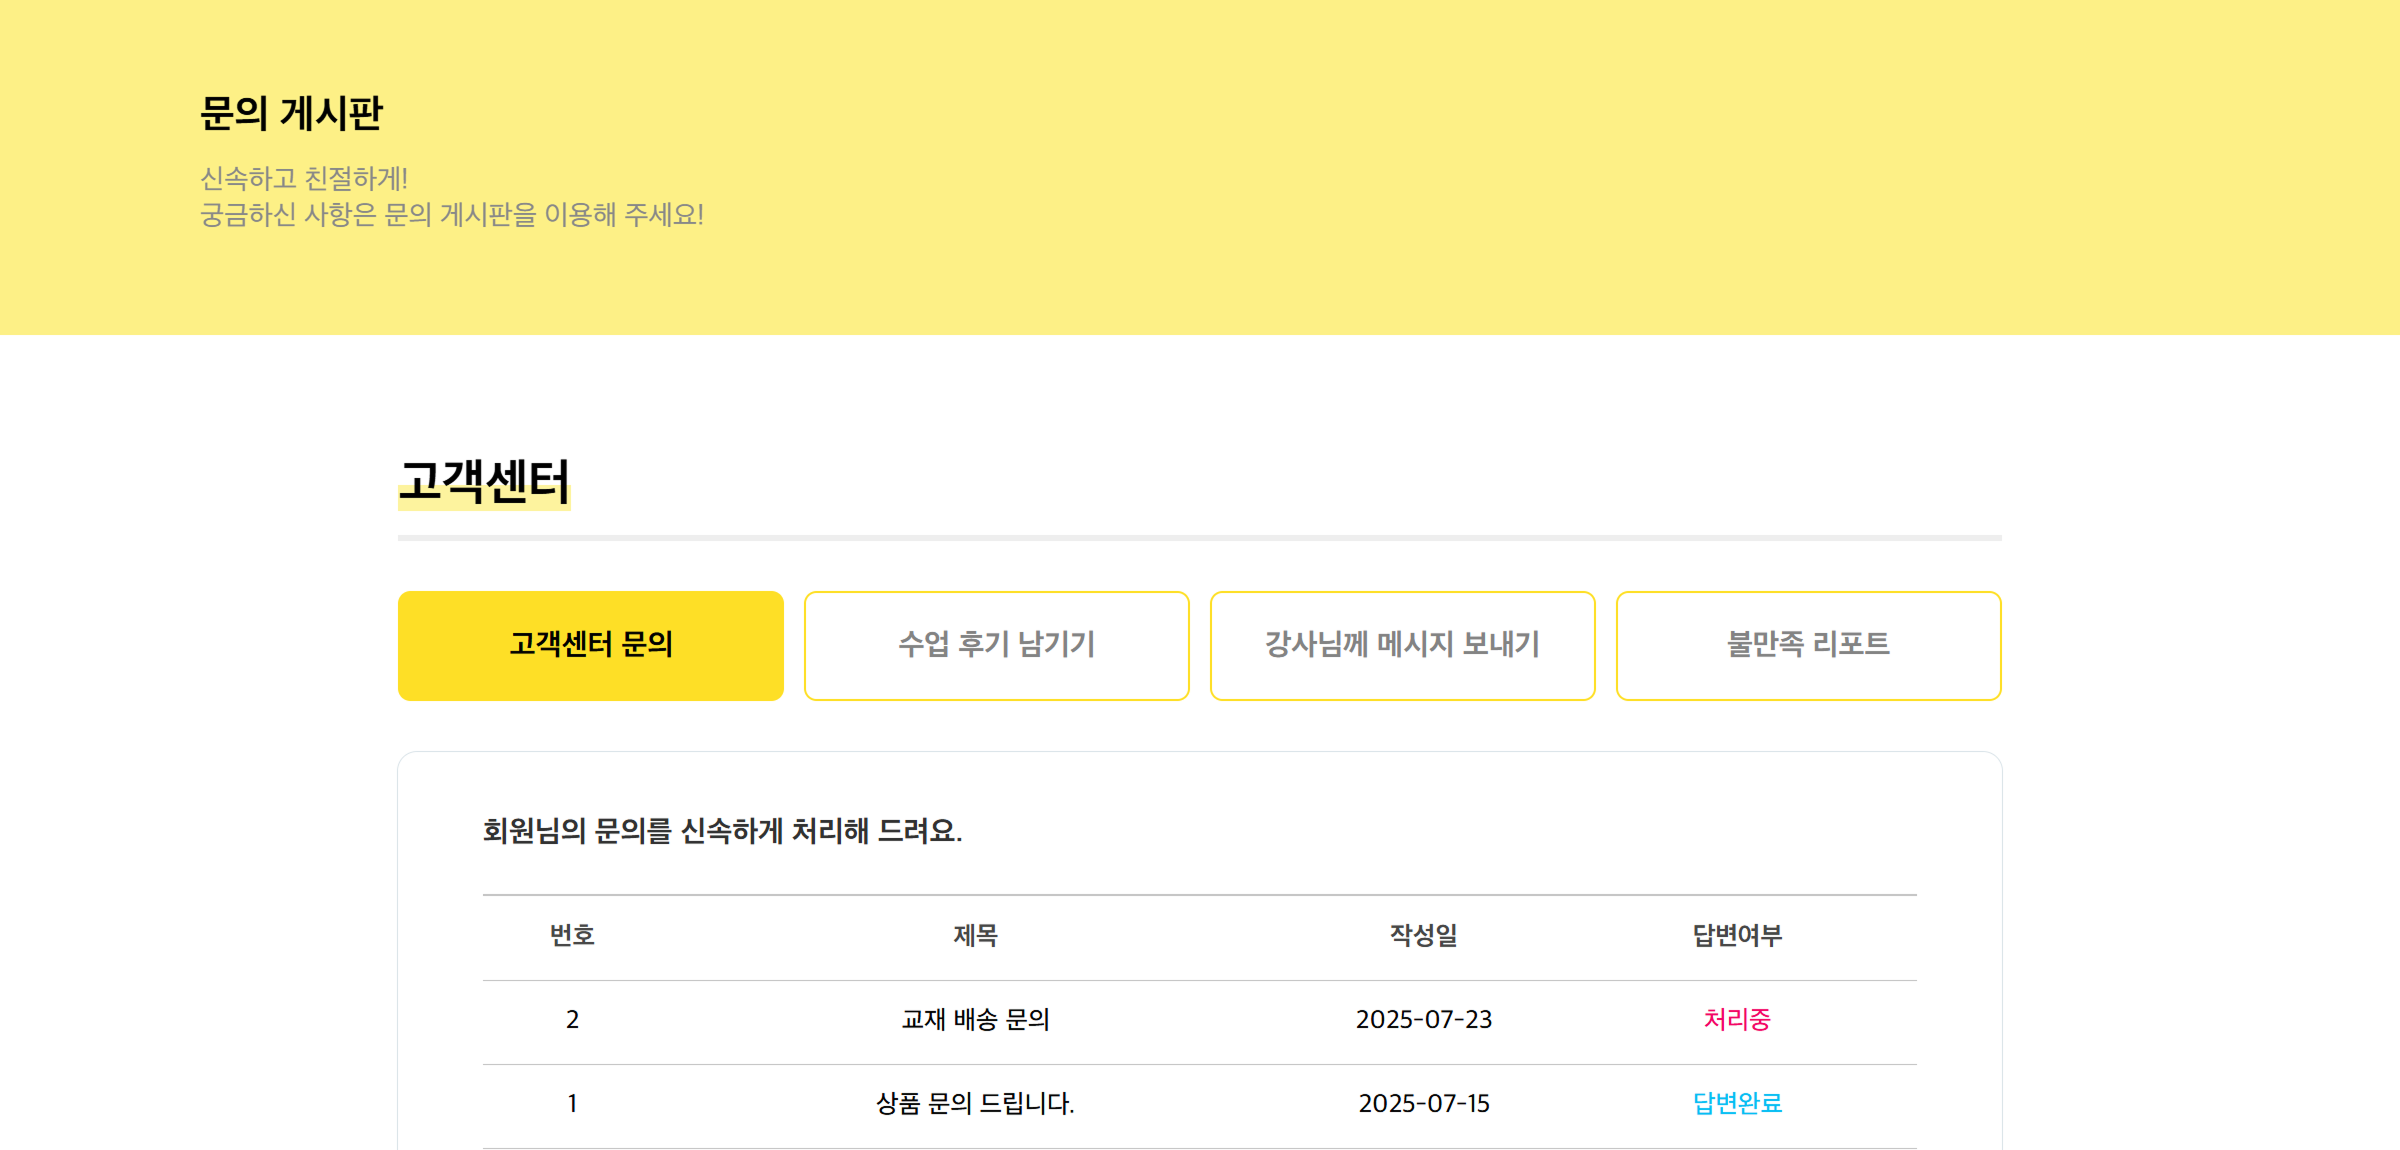 문의 게시판
신속하고 친절하게!
궁금하신 사항은 문의 게시판을 이용해 주세요!
고객센터
고객센터 문의 수업 후기 남기기 강사님께 메시지 보내기 불만족 리포트
회원님의 문의를 신속하게 처리해 드려요.
번호 제목 작성일 답변여부
2 교재 배송 문의 2025-07-23 처리중
1 상품 문의 드립니다. 2025-07-15 답변완료